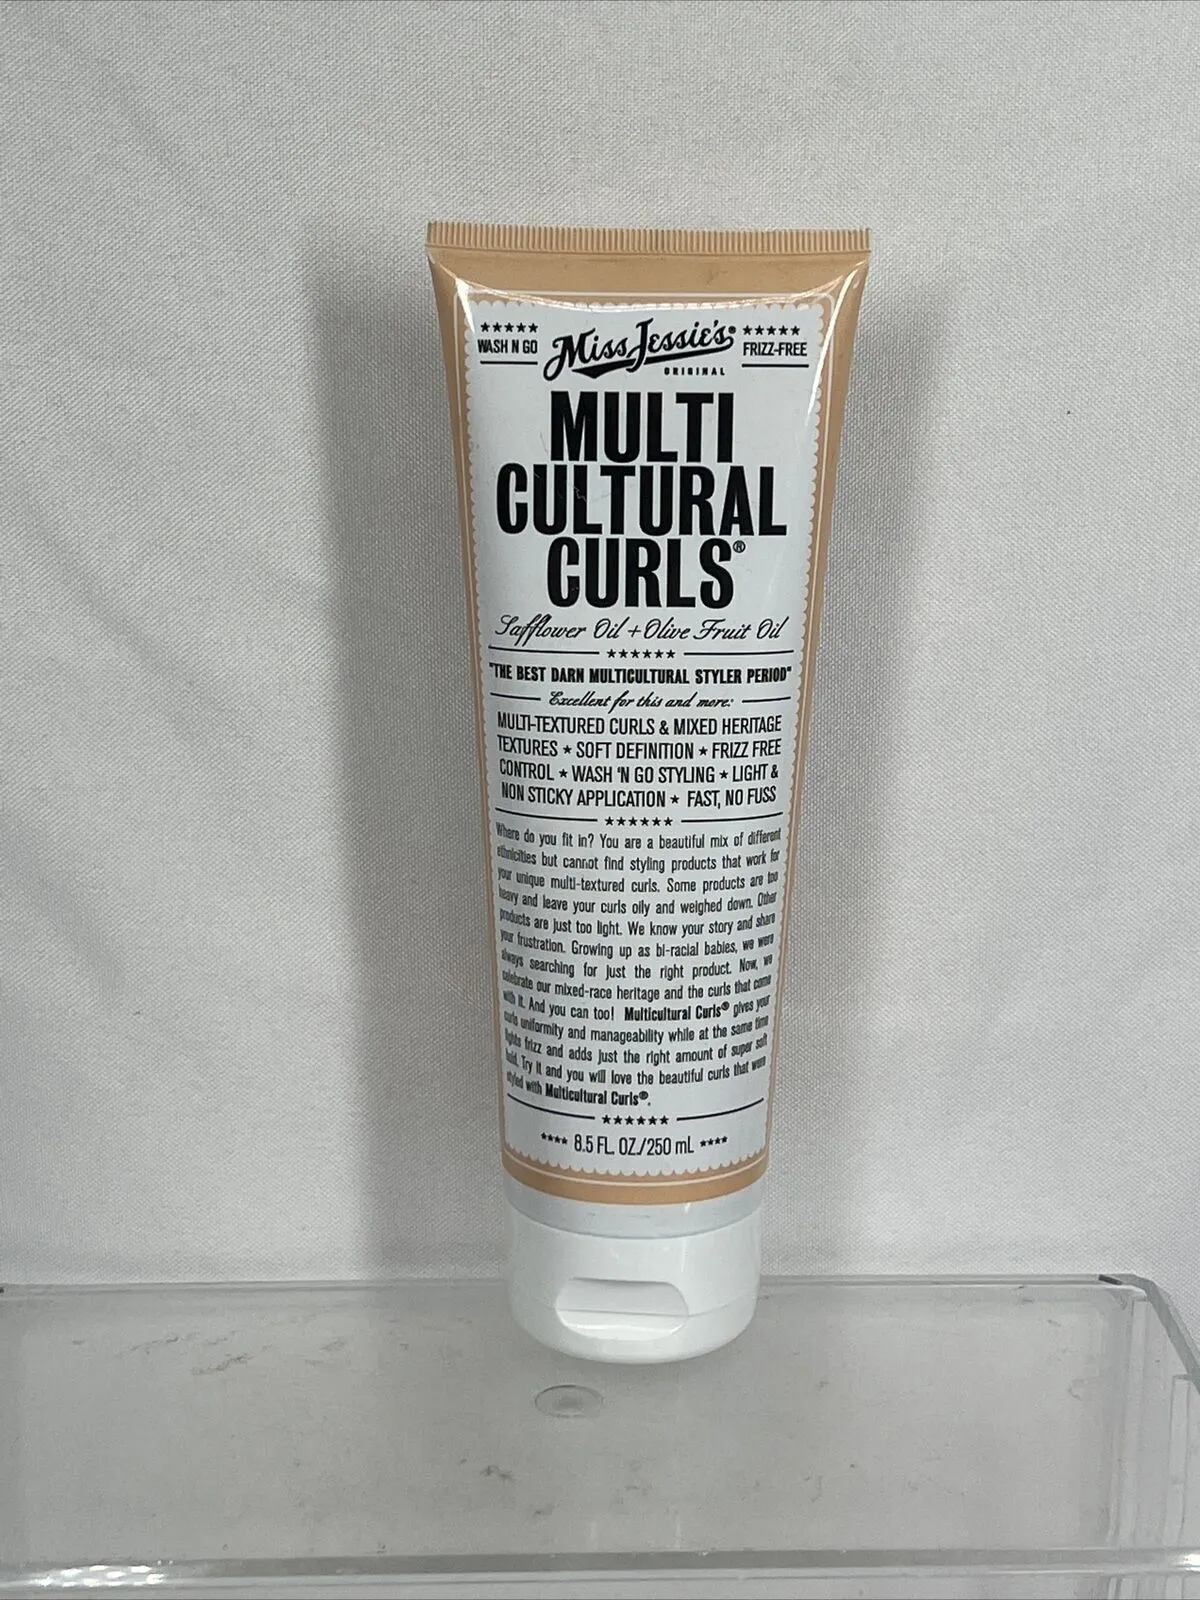 ★★★★★ Miss Jessie's® ★★★★★
WASH N GO FRIZZ-FREE
ORIGINAL
MULTI
CULTURAL
CURLS®
Safflower Oil + Olive Fruit Oil
★★★★★★
"THE BEST DARN MULTICULTURAL STYLER PERIOD"
Excellent for this and more:
MULTI-TEXTURED CURLS & MIXED HERITAGE
TEXTURES ★ SOFT DEFINITION ★ FRIZZ FREE
CONTROL ★ WASH 'N GO STYLING ★ LIGHT &
NON STICKY APPLICATION ★ FAST, NO FUSS
★★★★★★
Where do you fit in? You are a beautiful mix of different
ethnicities but cannot find styling products that work for
your unique multi-textured curls. Some products are too
heavy and leave your curls oily and weighed down. Other
products are just too light. We know your story and share
your frustration. Growing up as bi-racial babies, we were
always searching for just the right product. Now, we
celebrate our mixed-race heritage and the curls that come
with it. And you can too! Multicultural Curls® gives your
curls uniformity and manageability while at the same time
fights frizz and adds just the right amount of super soft
hold. Try it and you will love the beautiful curls that were
styled with Multicultural Curls®.
★★★★★★
★★★★ 8.5 FL. OZ./250 mL ★★★★